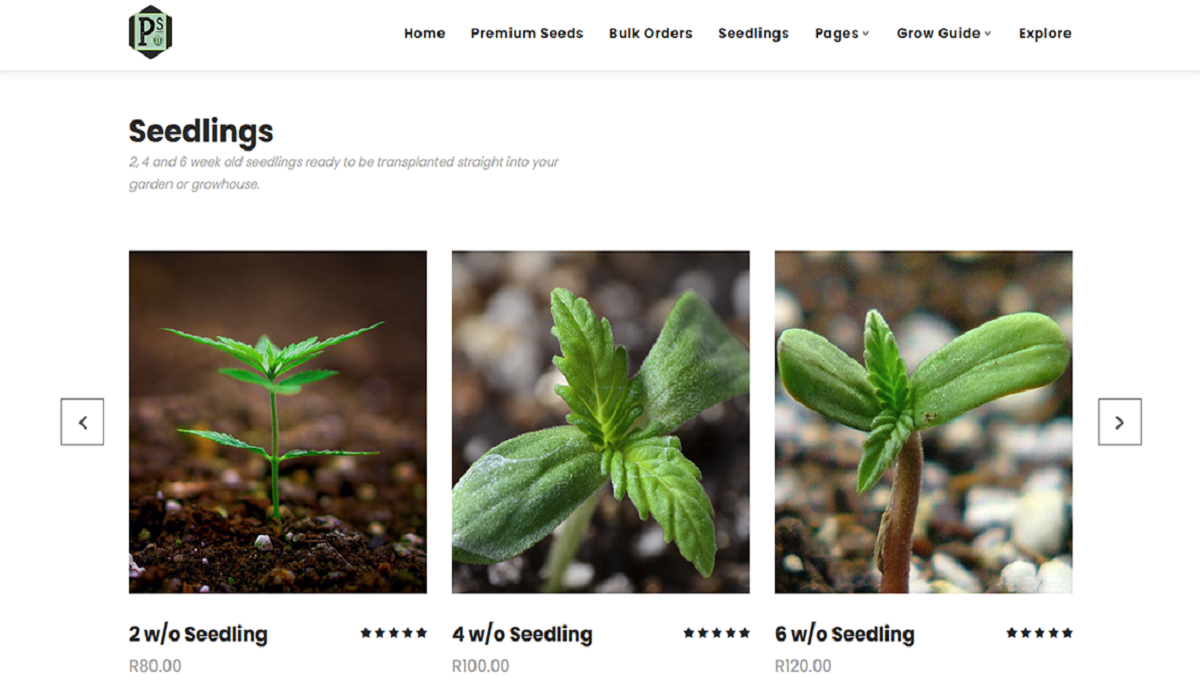 PS
Home Premium Seeds Bulk Orders Seedlings Pages Grow Guide Explore
Seedlings
2, 4 and 6 week old seedlings ready to be transplanted straight into your
garden or growhouse.
2 w/o Seedling
4 w/o Seedling
6 w/o Seedling
R80.00
R100.00
R120.00